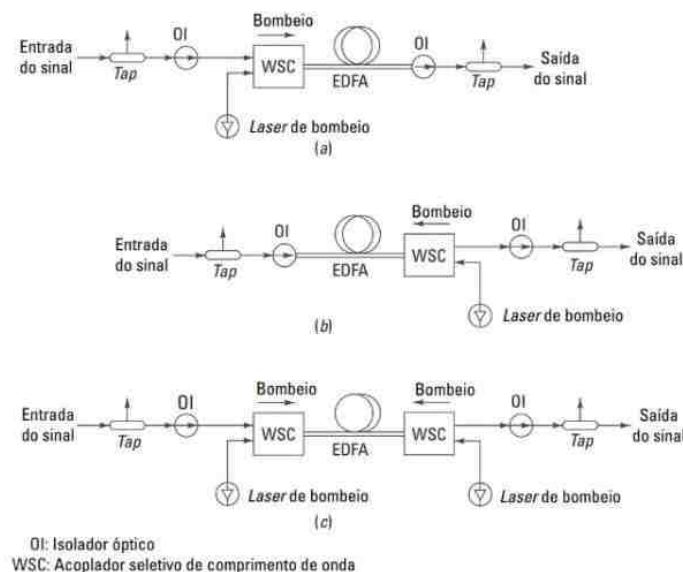 Bombeio
Entrada do sinal
OI
OI
Saída do sinal
Tap
WSC
EDFA
Tap
Laser de bombeio
(a)
Bombeio
OI
OI
Entrada do sinal
Saída do sinal
Tap
EDFA
WSC
Tap
Laser de bombeio
(b)
Bombeio
Bombeio
Entrada do sinal
OI
OI
Saída do sinal
Tap
WSC
EDFA
WSC
Tap
Laser de bombeio
Laser de bombeio
(c)
OI: Isolador óptico
WSC: Acoplador seletivo de comprimento de onda